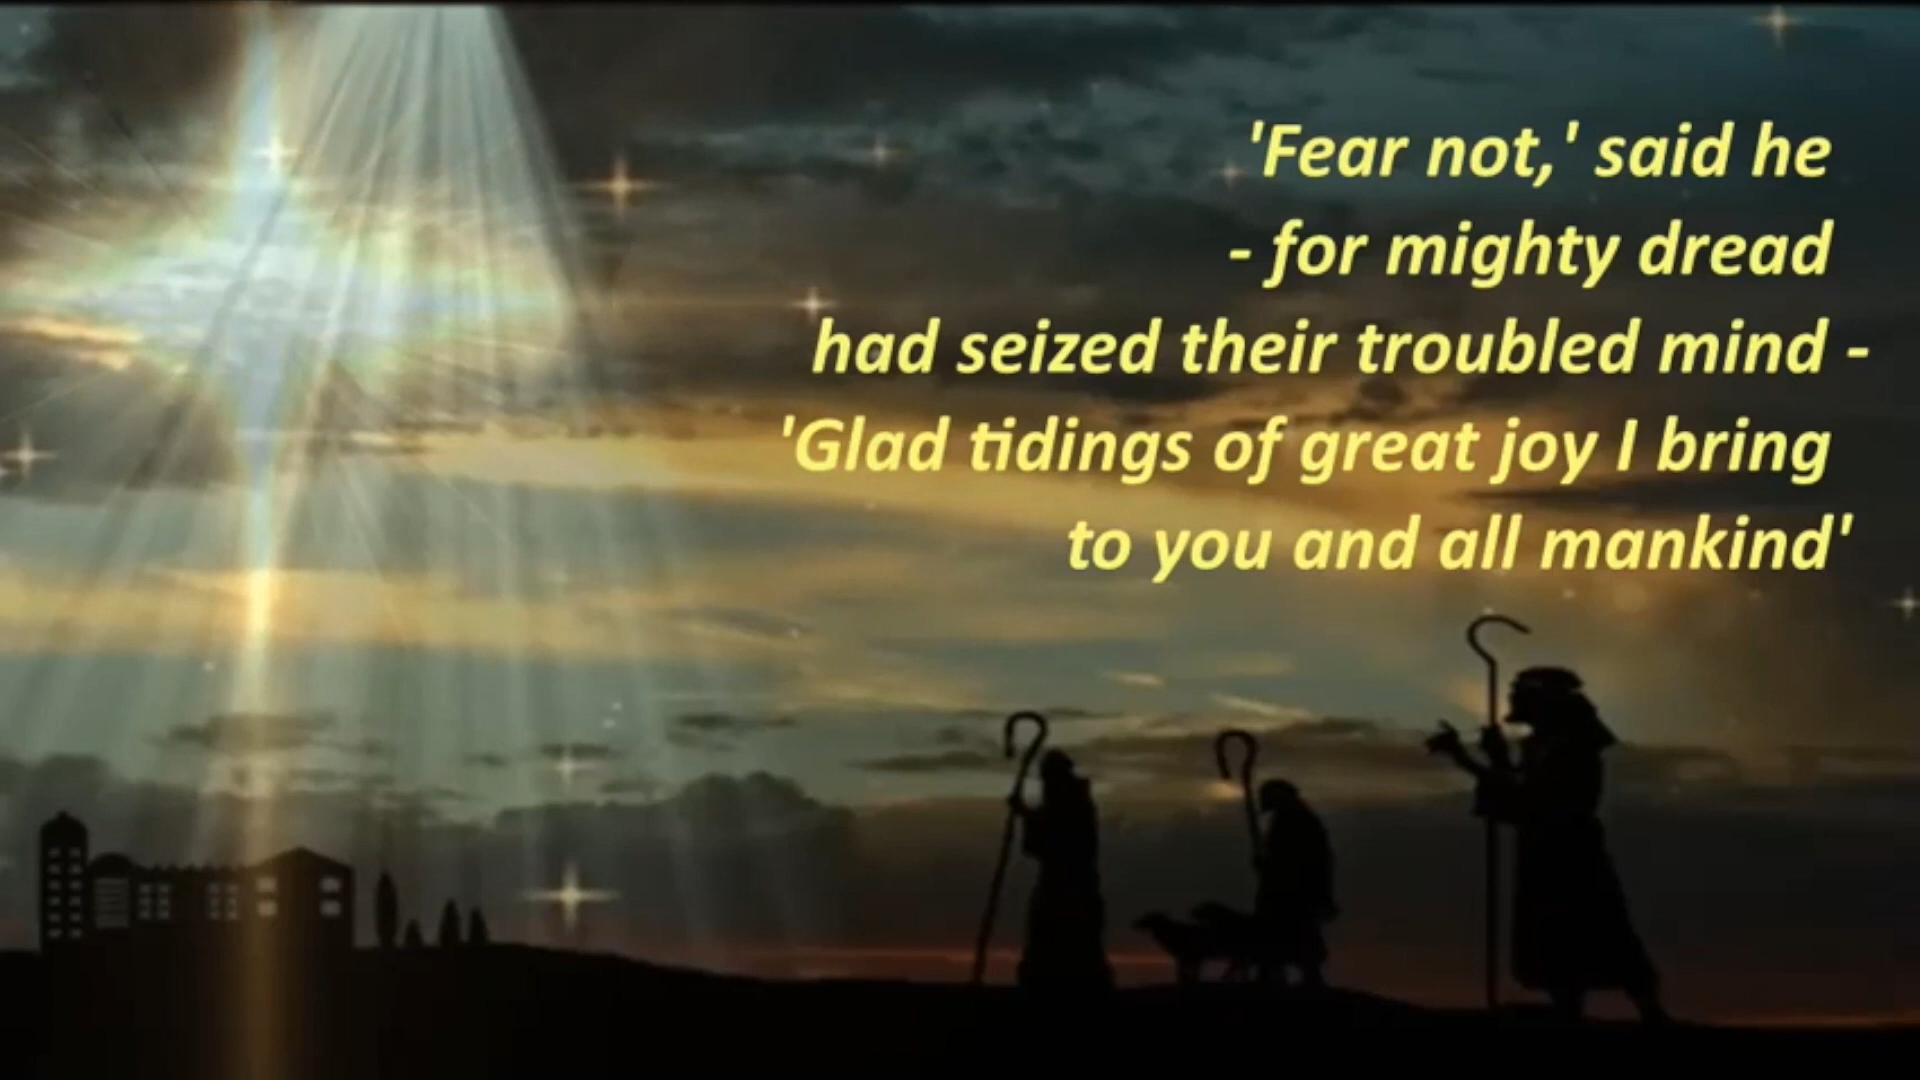 'Fear not,' said he
- for mighty dread
had seized their troubled mind -
'Glad tidings of great joy I bring
to you and all mankind'